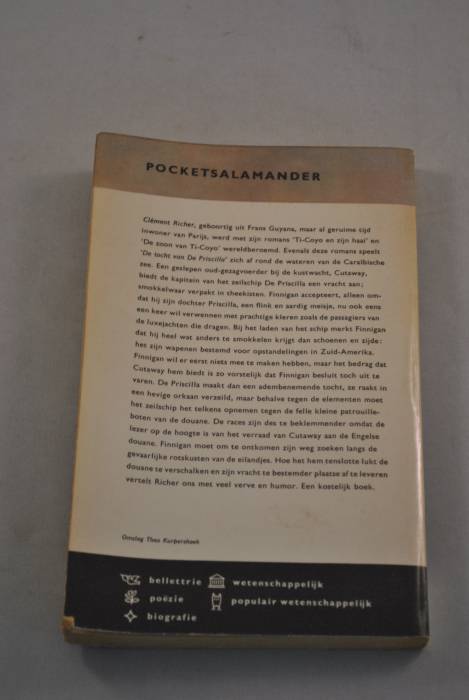 POCKETSALAMANDER
Clément Richer, geboortig uit Frans Guyana, maar al geruime tijd
inwoner van Parijs, werd met zijn romans 'Ti-Coyo en zijn haai' en
'De zoon van Ti-Coyo' wereldberoemd. Evenals deze romans speelt
'De tocht van De Priscilla' zich af rond de wateren van de Caraïbische
zee. Een geslepen oud-gezagvoerder bij de kustwacht, Cutaway,
biedt de kapitein van het zeilschip De Priscilla een vracht aan;
smokkelwaar verpakt in theekisten. Finnigan accepteert, alleen om-
dat hij zijn dochter Priscilla, een flink en aardig meisje, nu ook eens
een keer wil verwennen met prachtige kleren zoals de passagiers van
de luxejachten die dragen. Bij het laden van het schip merkt Finnigan
dat hij heel wat anders te smokkelen krijgt dan schoenen en zijde:
het zijn wapenen bestemd voor opstandelingen in Zuid-Amerika.
Finnigan wil er eerst niets mee te maken hebben, maar het bedrag dat
Cutaway hem biedt is zo vorstelijk dat Finnigan besluit toch uit te
varen. De Priscilla maakt dan een adembenemende tocht, ze raakt in
een hevige orkaan verzeild, maar behalve tegen de elementen moet
het zeilschip het telkens opnemen tegen de felle kleine patrouille-
boten van de douane. De races zijn des te beklemmender omdat de
lezer op de hoogte is van het verraad van Cutaway aan de Engelse
douane. Finnigan moet om te ontkomen zijn weg zoeken langs de
gevaarlijke rotskusten van de eilandjes. Hoe het hem tenslotte lukt de
douane te verschalken en zijn vracht te bestemder plaatse af te leveren
vertelt Richer ons met veel verve en humor. Een kostelijk boek.
Omslag Theo Kurpershoek
bellettrie wetenschappelijk
poëzie populair wetenschappelijk
biografie